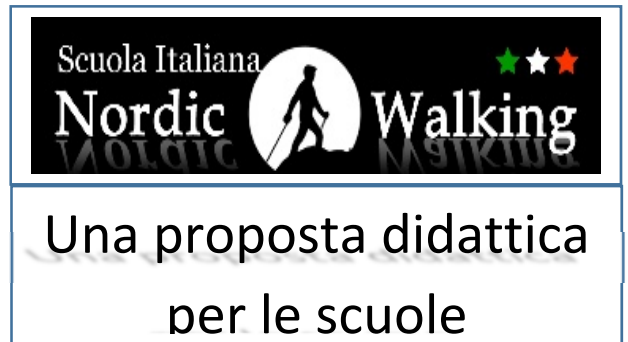 Scuola Italiana
Nordic Walking
Una proposta didattica
per le scuole